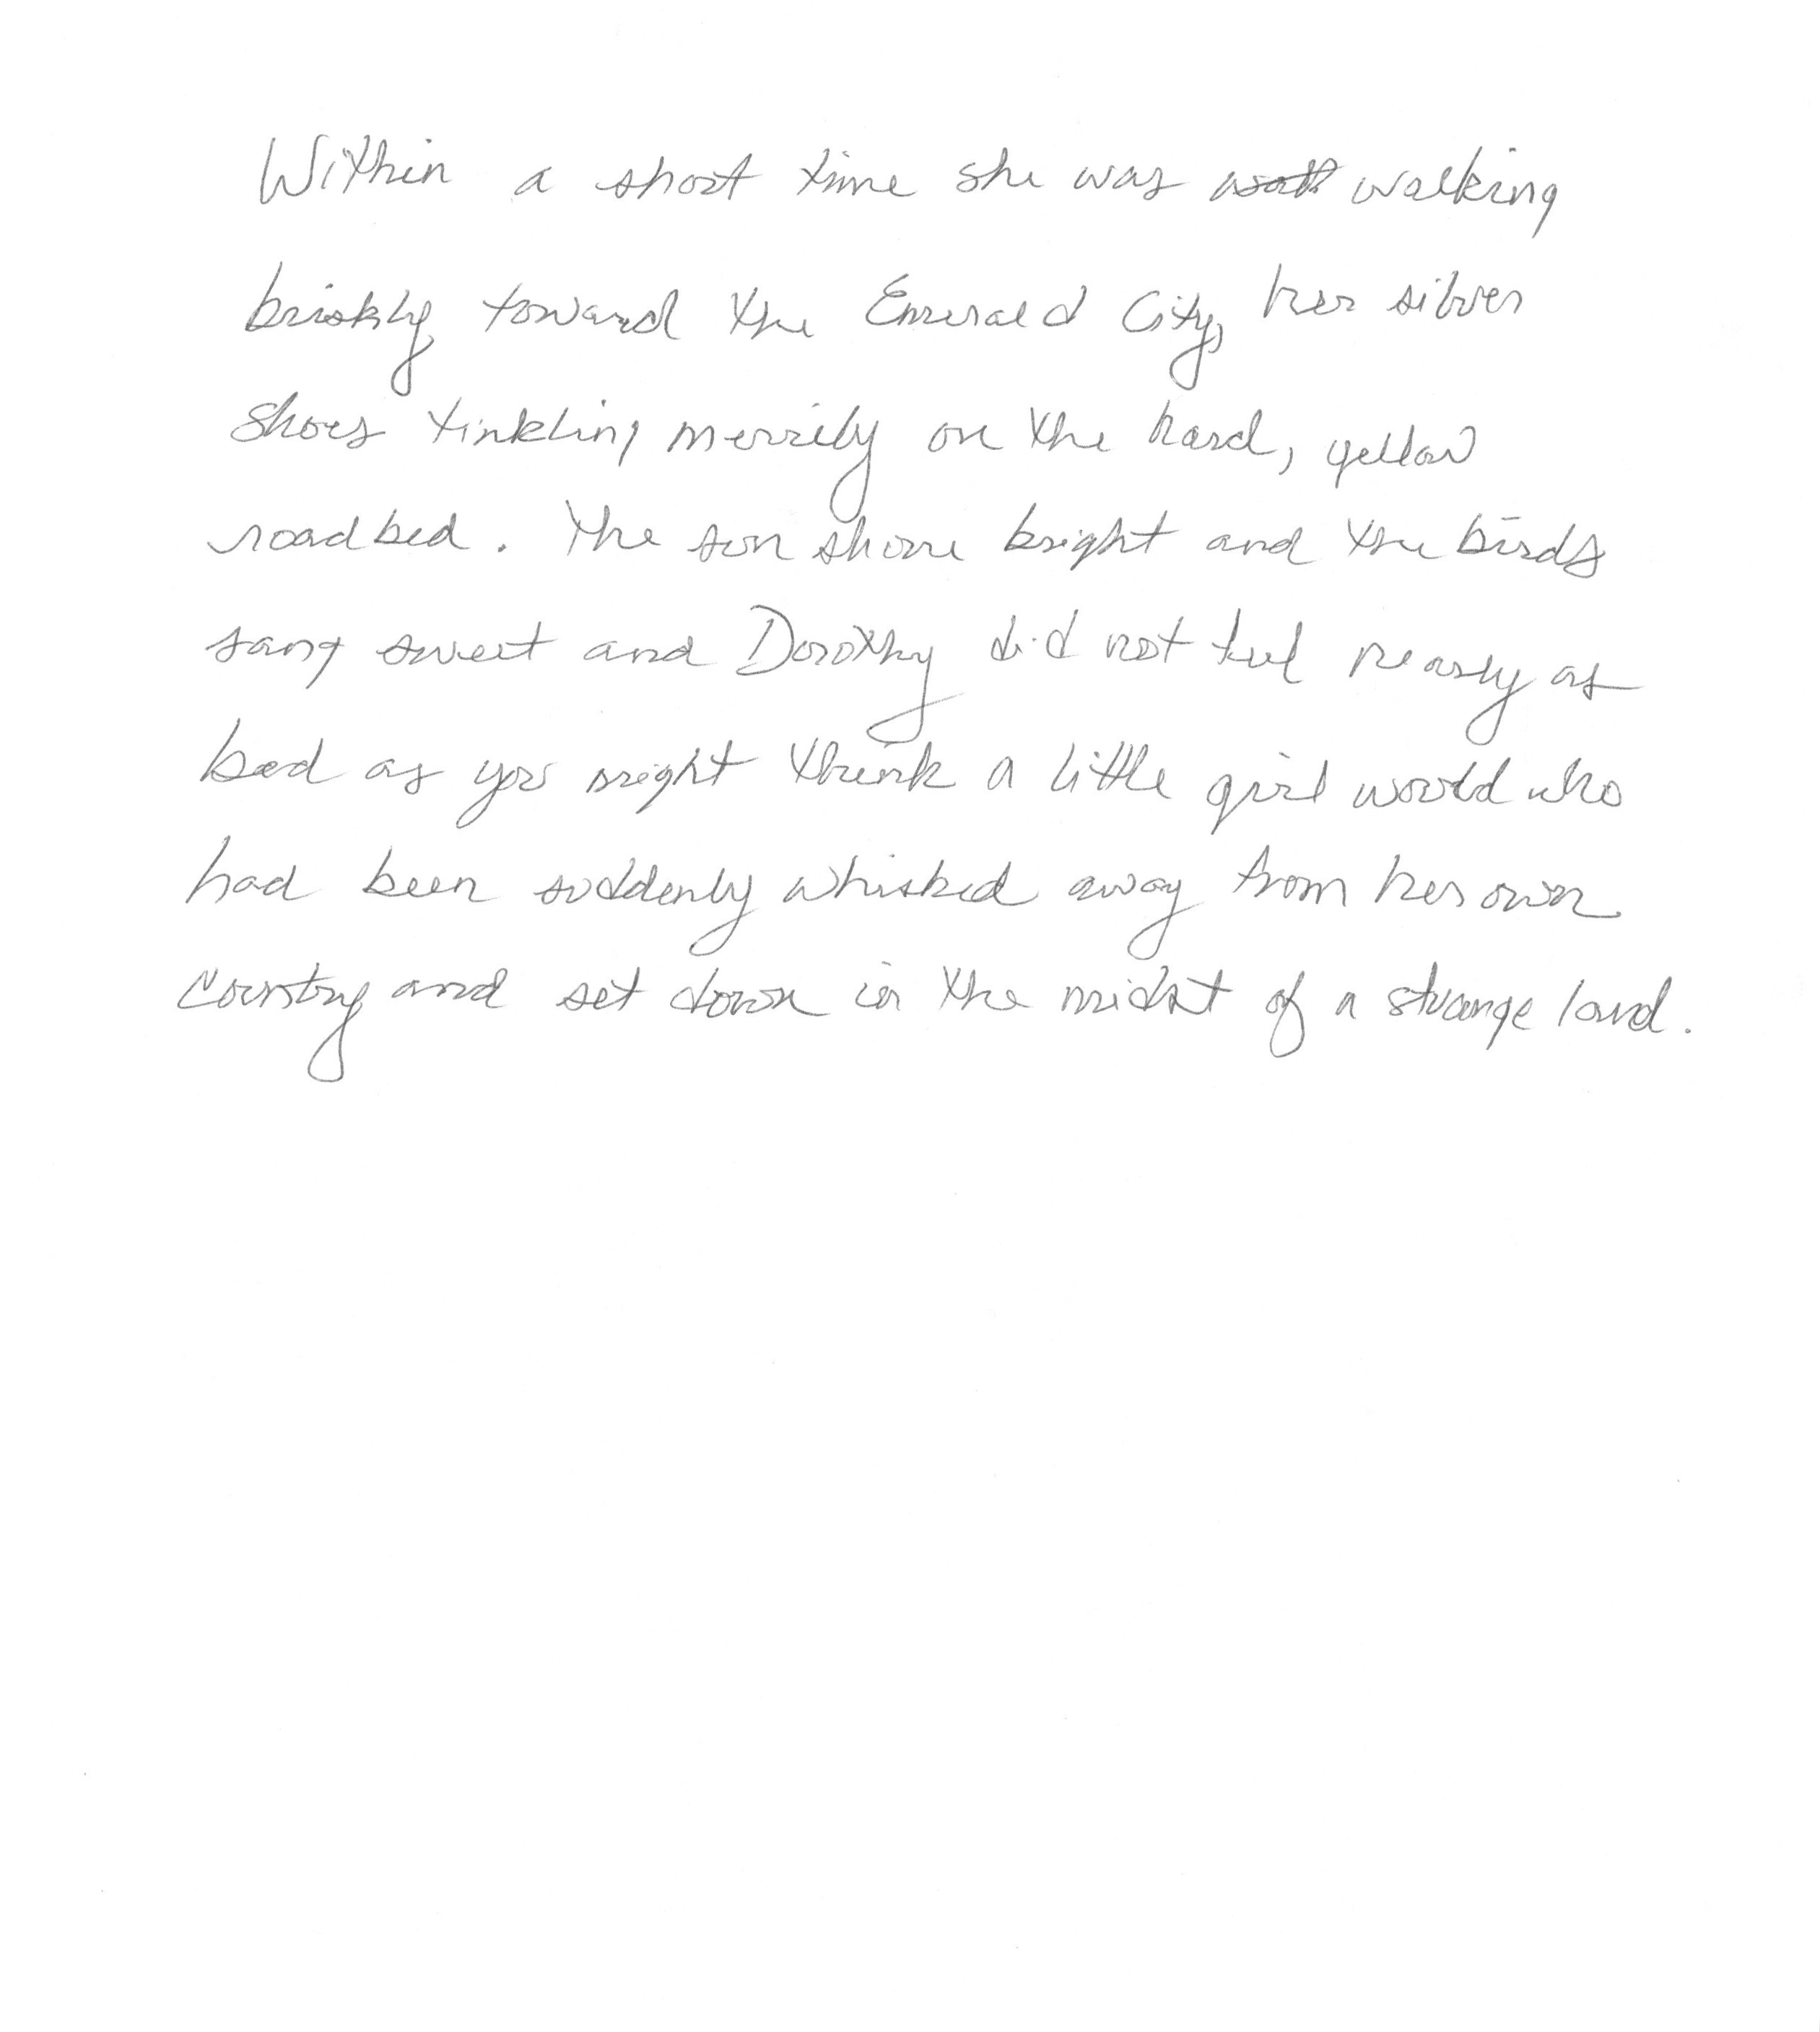 Within a short time she was walking
briskly toward the Emerald City, her silver
shoes tinkling merrily on the hard, yellow
roadbed. The sun shone bright and the birds
sang sweet and Dorothy did not feel nearly as
bad as you might think a little girl would who
had been suddenly whisked away from her own
country and set down in the midst of a strange land.